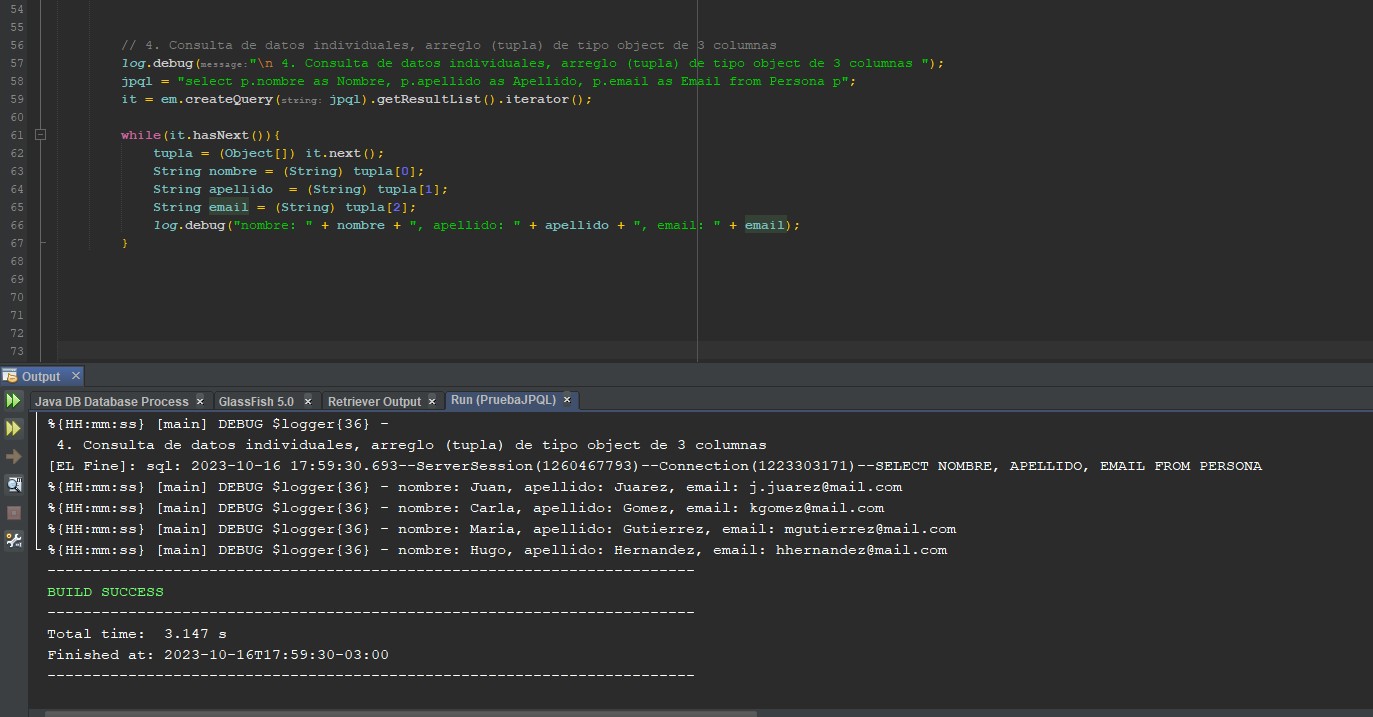 54
55
56 // 4. Consulta de datos individuales, arreglo (tupla) de tipo object de 3 columnas
57 log.debug(message:"\n 4. Consulta de datos individuales, arreglo (tupla) de tipo object de 3 columnas ");
58 jpql = "select p.nombre as Nombre, p.apellido as Apellido, p.email as Email from Persona p";
59 it = em.createQuery(string: jpql).getResultList().iterator();
60
61 while(it.hasNext()){
62 tupla = (Object[]) it.next();
63 String nombre = (String) tupla[0];
64 String apellido  = (String) tupla[1];
65 String email = (String) tupla[2];
66 log.debug("nombre: " + nombre + ", apellido: " + apellido + ", email: " + email);
67 }
68
69
70
71
72
73
Output ×
Java DB Database Process × GlassFish 5.0 × Retriever Output × Run (PruebaJPQL) ×
%{HH:mm:ss} [main] DEBUG $logger{36} -
4. Consulta de datos individuales, arreglo (tupla) de tipo object de 3 columnas
[EL Fine]: sql: 2023-10-16 17:59:30.693--ServerSession(1260467793)--Connection(1223303171)--SELECT NOMBRE, APELLIDO, EMAIL FROM PERSONA
%{HH:mm:ss} [main] DEBUG $logger{36} - nombre: Juan, apellido: Juarez, email: j.juarez@mail.com
%{HH:mm:ss} [main] DEBUG $logger{36} - nombre: Carla, apellido: Gomez, email: kgomez@mail.com
%{HH:mm:ss} [main] DEBUG $logger{36} - nombre: Maria, apellido: Gutierrez, email: mgutierrez@mail.com
%{HH:mm:ss} [main] DEBUG $logger{36} - nombre: Hugo, apellido: Hernandez, email: hhernandez@mail.com
------------------------------------------------------------------------
BUILD SUCCESS
------------------------------------------------------------------------
Total time:  3.147 s
Finished at: 2023-10-16T17:59:30-03:00
------------------------------------------------------------------------